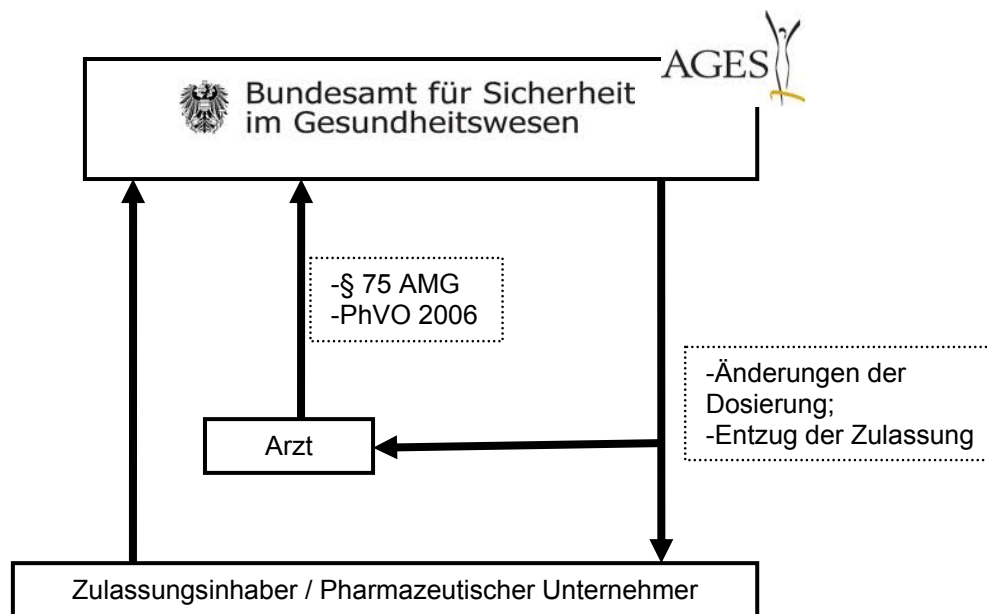 AGES
Bundesamt für Sicherheit
im Gesundheitswesen
-§ 75 AMG
-PhVO 2006
-Änderungen der
Dosierung;
-Entzug der Zulassung
Arzt
Zulassungsinhaber / Pharmazeutischer Unternehmer